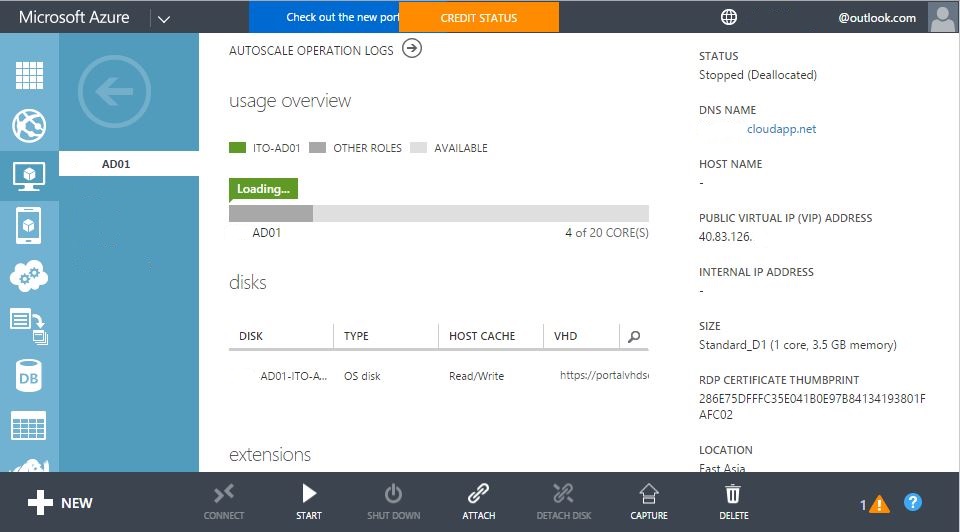 Microsoft Azure
Check out the new port
CREDIT STATUS
@outlook.com
AUTOSCALE OPERATION LOGS
usage overview
ITO-AD01
OTHER ROLES
AVAILABLE
Loading...
AD01
4 of 20 CORE(S)
disks
DISK
TYPE
HOST CACHE
VHD
AD01-ITO-A...
OS disk
Read/Write
https://portalvhds
extensions
AD01
STATUS
Stopped (Deallocated)
DNS NAME
cloudapp.net
HOST NAME
-
PUBLIC VIRTUAL IP (VIP) ADDRESS
40.83.126.
INTERNAL IP ADDRESS
-
SIZE
Standard_D1 (1 core, 3.5 GB memory)
RDP CERTIFICATE THUMBPRINT
286E75DFFFC35E041B0E97B84134193801F
AFC02
LOCATION
East Asia
DB
NEW
CONNECT
START
SHUT DOWN
ATTACH
DETACH DISK
CAPTURE
DELETE
1
?